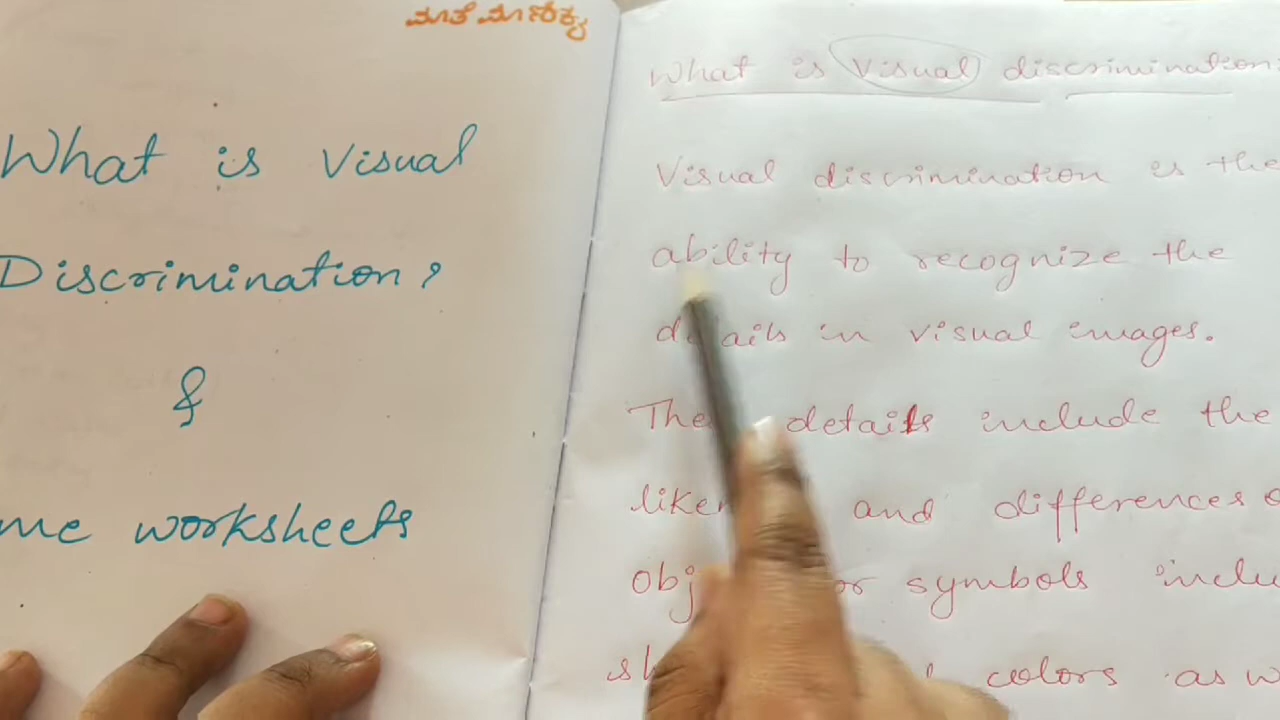 ಮಾತೆ ಮಾಣಿಕ್ಯ
What is Visual
Discrimination?
&
me worksheets
What is Visual discrimination:
Visual discrimination is the
ability to recognize the
details in visual images.
details include the
and differences
or symbols
colors as